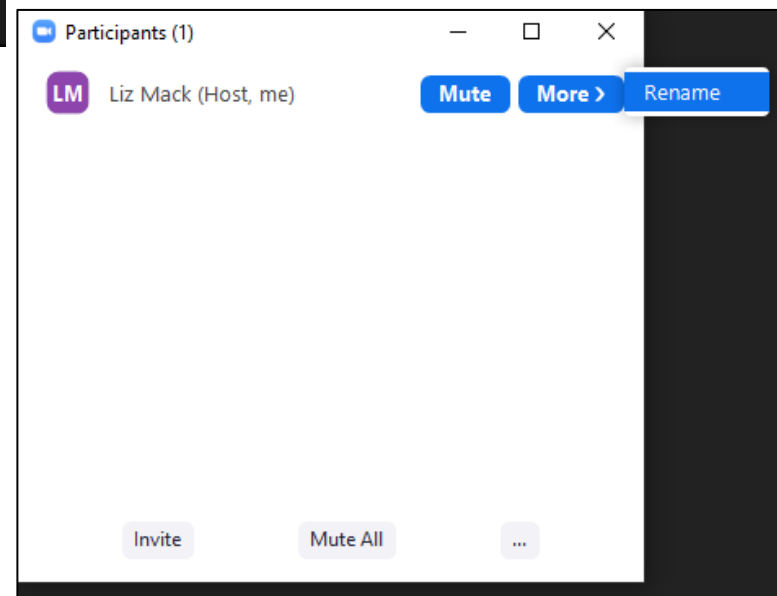 Participants (1)
LM Liz Mack (Host, me) Mute More > Rename
Invite Mute All ...